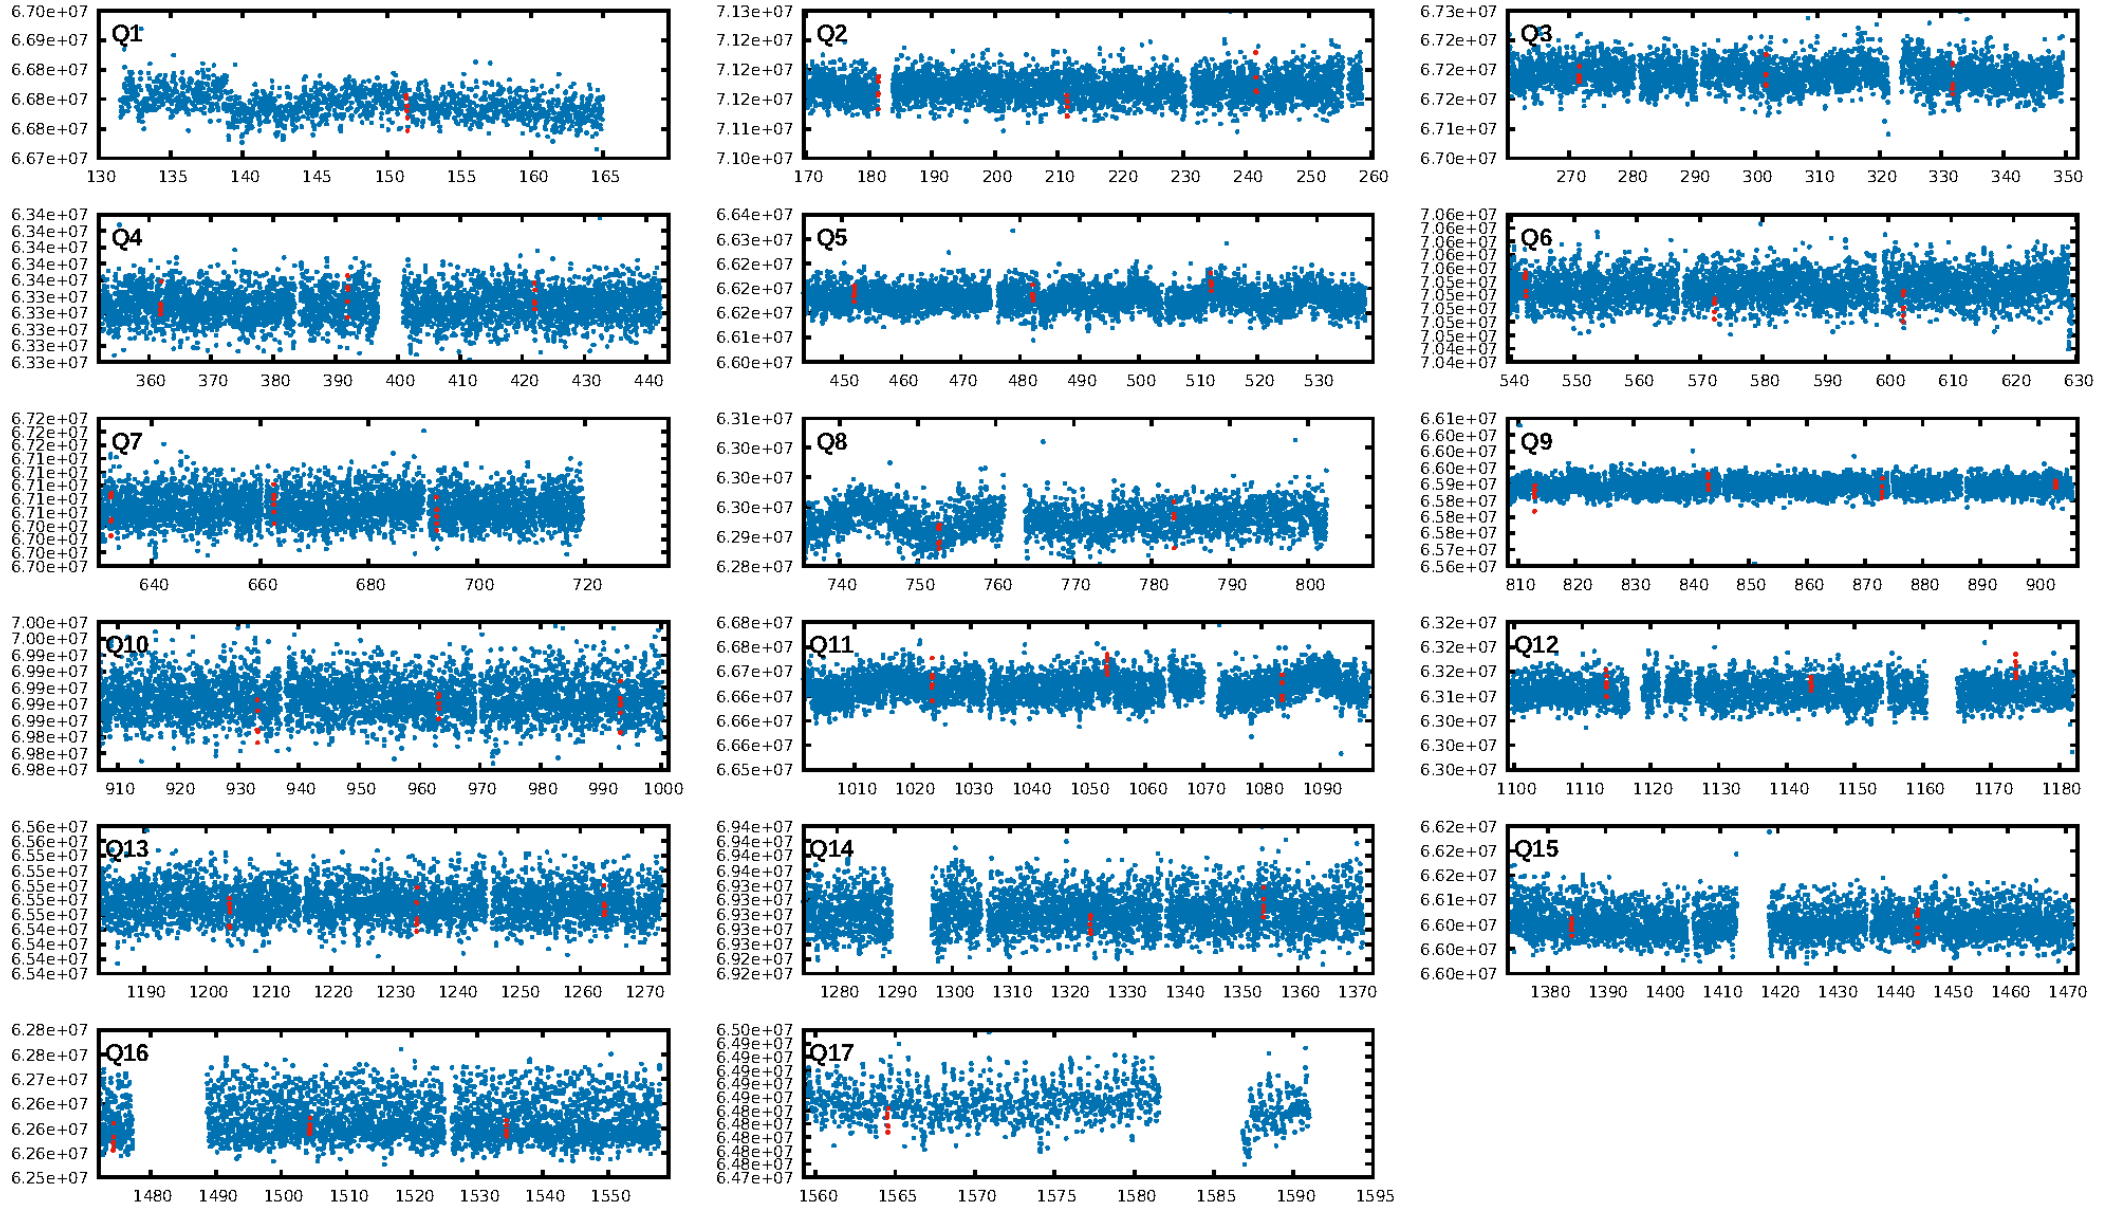 6.70e+07
6.69e+07
6.68e+07
6.68e+07
6.68e+07
6.67e+07
Q1
130 135 140 145 150 155 160 165
7.13e+07
7.12e+07
7.12e+07
7.12e+07
7.11e+07
7.10e+07
Q2
170 180 190 200 210 220 230 240 250 260
6.73e+07
6.72e+07
6.72e+07
6.72e+07
6.71e+07
6.70e+07
Q3
270 280 290 300 310 320 330 340 350
6.34e+07
6.34e+07
6.34e+07
6.34e+07
6.34e+07
6.33e+07
6.33e+07
6.33e+07
6.33e+07
6.33e+07
Q4
360 370 380 390 400 410 420 430 440
6.64e+07
6.63e+07
6.62e+07
6.62e+07
6.62e+07
6.61e+07
6.60e+07
Q5
450 460 470 480 490 500 510 520 530
7.06e+07
7.06e+07
7.06e+07
7.06e+07
7.06e+07
7.05e+07
7.05e+07
7.05e+07
7.05e+07
7.05e+07
7.04e+07
7.04e+07
Q6
540 550 560 570 580 590 600 610 620 630
6.72e+07
6.72e+07
6.72e+07
6.71e+07
6.71e+07
6.71e+07
6.71e+07
6.71e+07
6.70e+07
6.70e+07
6.70e+07
6.70e+07
Q7
640 660 680 700 720
6.31e+07
6.30e+07
6.30e+07
6.30e+07
6.29e+07
6.28e+07
Q8
740 750 760 770 780 790 800
6.61e+07
6.60e+07
6.60e+07
6.60e+07
6.59e+07
6.58e+07
6.58e+07
6.58e+07
6.57e+07
6.56e+07
Q9
810 820 830 840 850 860 870 880 890 900
7.00e+07
7.00e+07
6.99e+07
6.99e+07
6.99e+07
6.99e+07
6.99e+07
6.98e+07
6.98e+07
6.98e+07
Q10
910 920 930 940 950 960 970 980 990 1000
6.68e+07
6.68e+07
6.67e+07
6.66e+07
6.66e+07
6.66e+07
6.65e+07
Q11
1010 1020 1030 1040 1050 1060 1070 1080 1090
6.32e+07
6.32e+07
6.32e+07
6.31e+07
6.30e+07
6.30e+07
6.30e+07
Q12
1100 1110 1120 1130 1140 1150 1160 1170 1180
6.56e+07
6.56e+07
6.55e+07
6.55e+07
6.55e+07
6.55e+07
6.55e+07
6.54e+07
6.54e+07
6.54e+07
6.54e+07
Q13
1190 1200 1210 1220 1230 1240 1250 1260 1270
6.94e+07
6.94e+07
6.94e+07
6.94e+07
6.93e+07
6.93e+07
6.93e+07
6.93e+07
6.93e+07
6.92e+07
6.92e+07
Q14
1280 1290 1300 1310 1320 1330 1340 1350 1360 1370
6.62e+07
6.62e+07
6.62e+07
6.61e+07
6.60e+07
6.60e+07
6.60e+07
Q15
1380 1390 1400 1410 1420 1430 1440 1450 1460 1470
6.28e+07
6.28e+07
6.27e+07
6.26e+07
6.26e+07
6.26e+07
6.25e+07
Q16
1480 1490 1500 1510 1520 1530 1540 1550
6.50e+07
6.49e+07
6.49e+07
6.49e+07
6.49e+07
6.49e+07
6.48e+07
6.48e+07
6.48e+07
6.48e+07
6.48e+07
6.47e+07
Q17
1560 1565 1570 1575 1580 1585 1590 1595